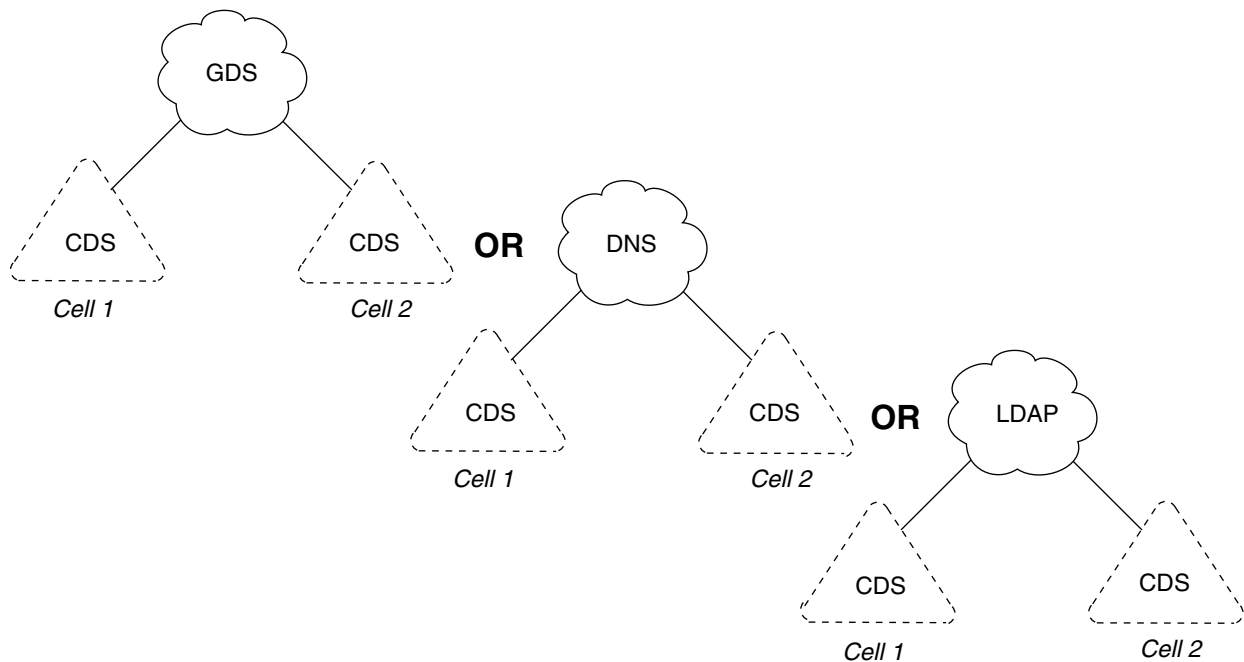 GDS
CDS
CDS
Cell 1
Cell 2
OR
DNS
CDS
CDS
Cell 1
Cell 2
OR
LDAP
CDS
CDS
Cell 1
Cell 2